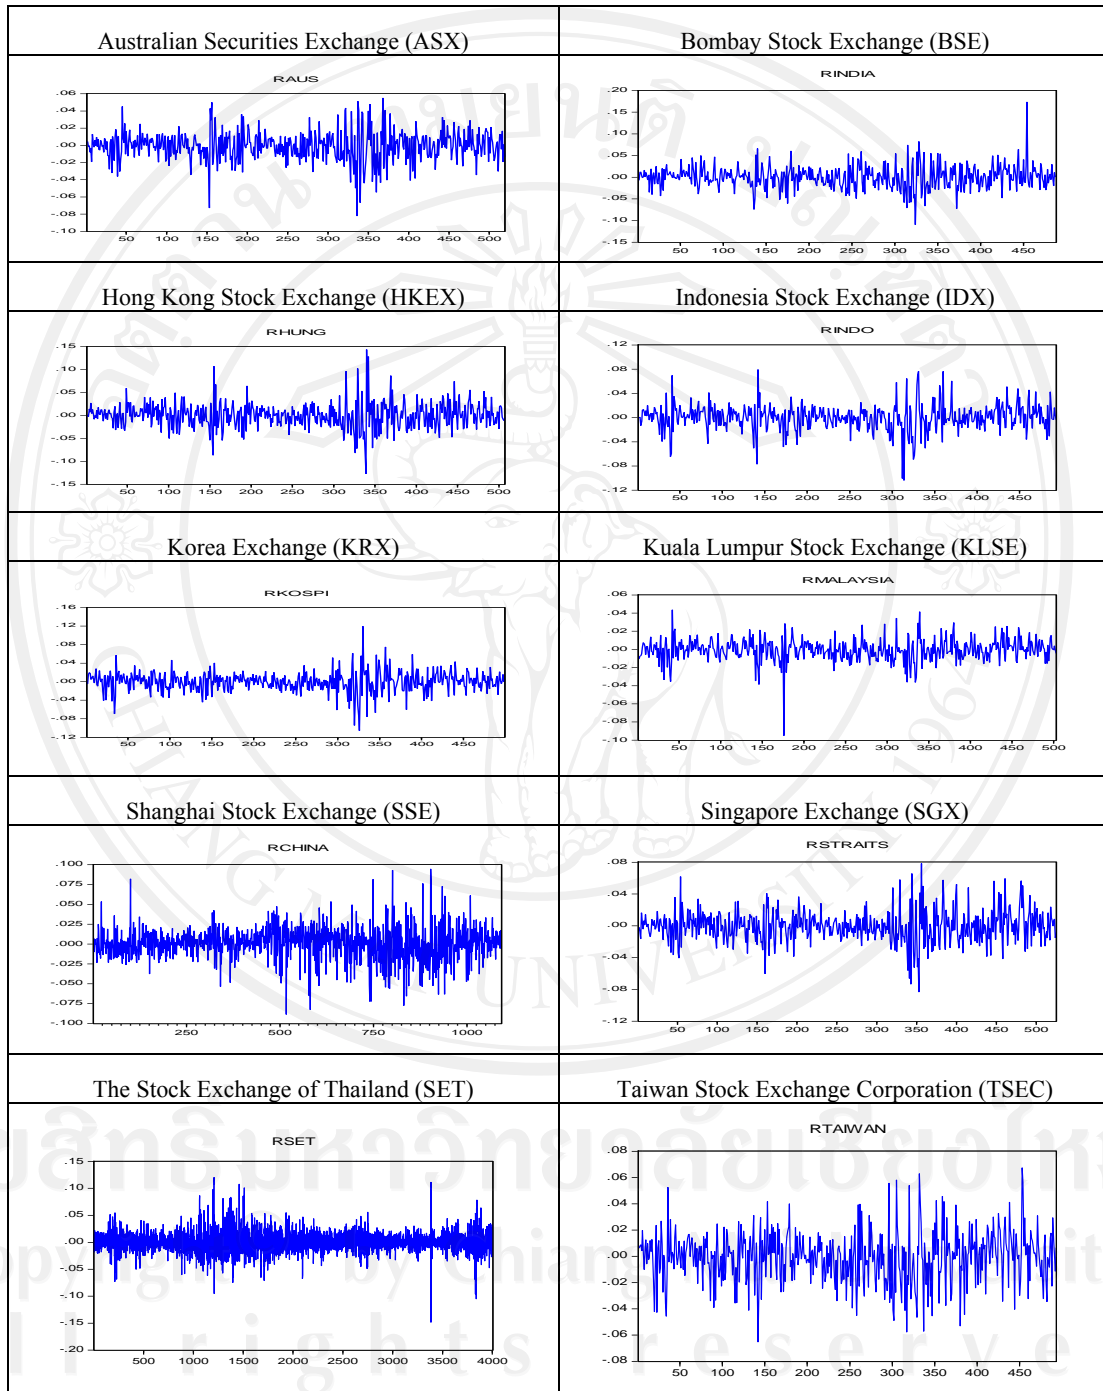 Australian Securities Exchange (ASX)
Bombay Stock Exchange (BSE)
RAUS
.06
.04
.02
.00
-.02
-.04
-.06
-.08
-.10
50 100 150 200 250 300 350 400 450 500
RINDIA
.20
.15
.10
.05
.00
-.05
-.10
-.15
50 100 150 200 250 300 350 400 450
Hong Kong Stock Exchange (HKEX)
Indonesia Stock Exchange (IDX)
RHUNG
.15
.10
.05
.00
-.05
-.10
-.15
50 100 150 200 250 300 350 400 450 500
RINDO
.12
.08
.04
.00
-.04
-.08
-.12
50 100 150 200 250 300 350 400 450
Korea Exchange (KRX)
Kuala Lumpur Stock Exchange (KLSE)
RKOSPI
.16
.12
.08
.04
.00
-.04
-.08
-.12
50 100 150 200 250 300 350 400 450
RMALAYSIA
.06
.04
.02
.00
-.02
-.04
-.06
-.08
-.10
50 100 150 200 250 300 350 400 450 500
Shanghai Stock Exchange (SSE)
Singapore Exchange (SGX)
RCHINA
.100
.075
.050
.025
.000
-.025
-.050
-.075
-.100
250 500 750 1000
RSTRAITS
.08
.04
.00
-.04
-.08
-.12
50 100 150 200 250 300 350 400 450 500
The Stock Exchange of Thailand (SET)
Taiwan Stock Exchange Corporation (TSEC)
RSET
.15
.10
.05
.00
-.05
-.10
-.15
-.20
500 1000 1500 2000 2500 3000 3500 4000
RTAIWAN
.08
.06
.04
.02
.00
-.02
-.04
-.06
-.08
50 100 150 200 250 300 350 400 450
UNIVERSITY 1964
rights reserve